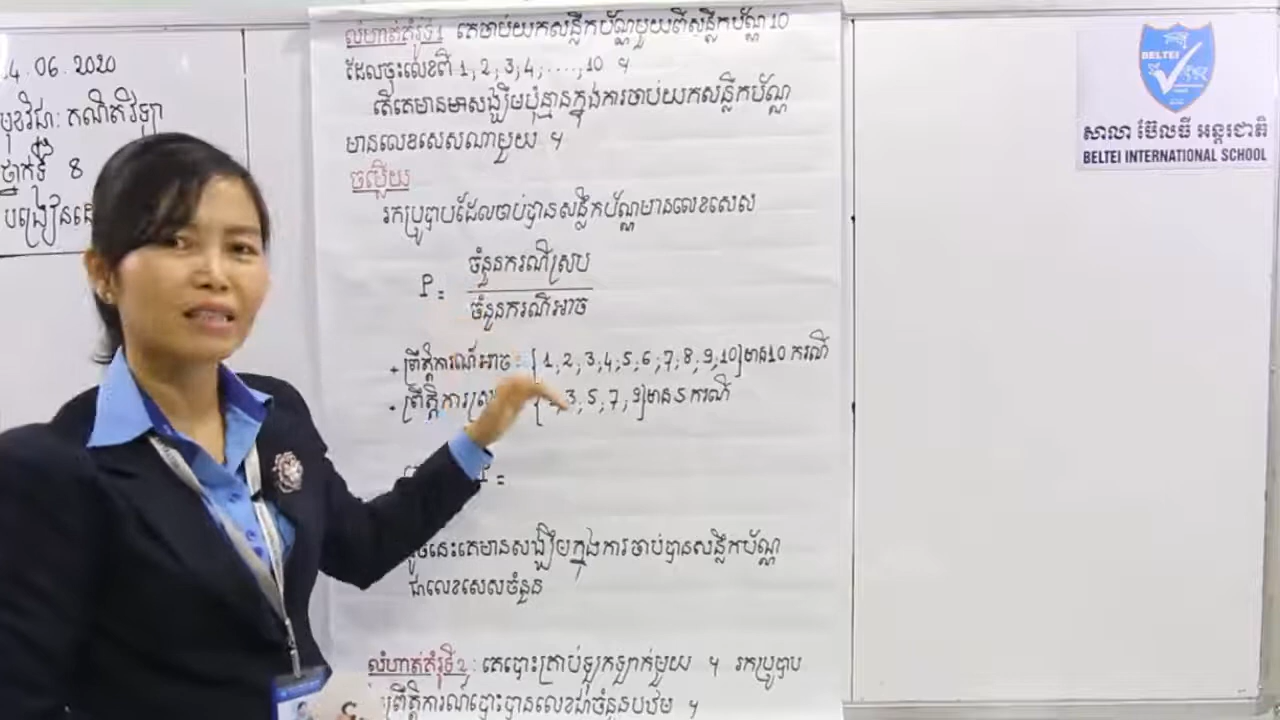 4.06.2020
មុខវិជ្ជា: គណិតវិទ្យា
ថ្នាក់ទី 8
បង្រៀនដោ
លំហាត់គំរូទី1 គេចាប់យកសន្លឹកប័ណ្ណមួយពីសន្លឹកប័ណ្ណ 10
ដែលចុះលេខពី 1, 2, 3, 4, ...., 10 ។
តើគេមានមាសង្ឃឹមប៉ុន្មានក្នុងការចាប់យកសន្លឹកប័ណ្ណ
មានលេខសេសណាមួយ ។
ចម្លើយ
រកប្រូបាបដែលចាប់បានសន្លឹកប័ណ្ណមានលេខសេស
P = ចំនួនករណីស្រប
ចំនួនករណីអាច
+ ព្រឹត្តិការណ៍អាច = {1, 2, 3, 4, 5, 6, 7, 8, 9, 10} មាន 10 ករណី
ព្រឹត្តិការស្រ 3, 5, 7, 9} មាន 5 ករណី
=
ដូចនេះគេមានសង្ឃឹមក្នុងការចាប់បានសន្លឹកប័ណ្ណ
ជាលេខសេសចំនួន
លំហាត់គំរូទី2 : គេបោះគ្រាប់ឡុកឡាក់មួយ ។ រកប្រូបាប
ព្រឹត្តិការណ៍បោះបានលេខជាចំនួនបឋម ។
BELTEI
សាលា ប៊ែលធី អន្តរជាតិ
BELTEI INTERNATIONAL SCHOOL